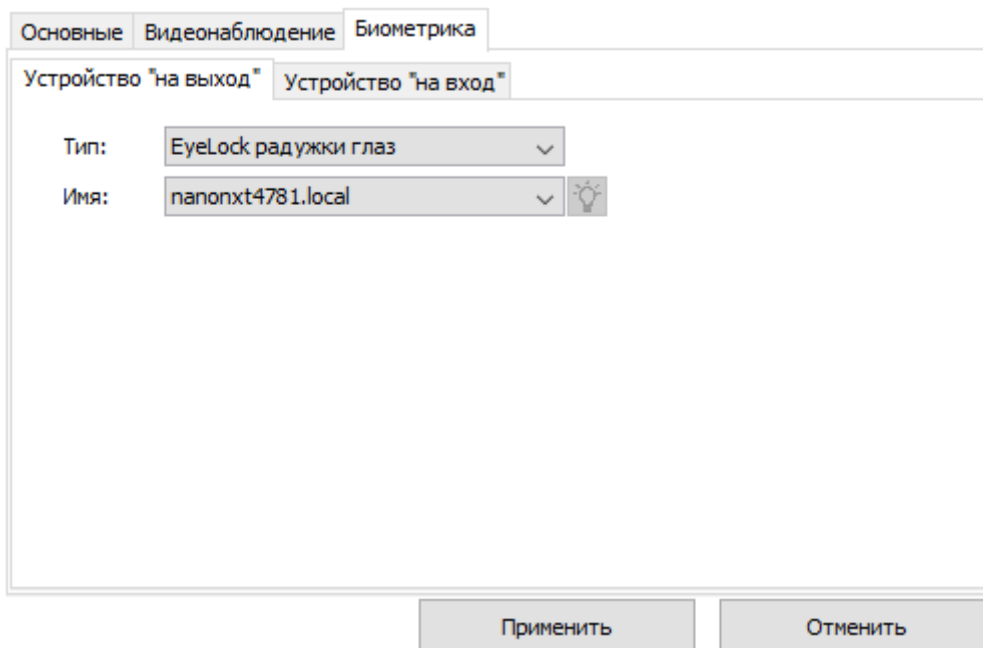 Основные Видеонаблюдение Биометрика
Устройство "на выход" Устройство "на вход"
Тип: EyeLock радужки глаз
Имя: nanonxt4781.local
Применить Отменить